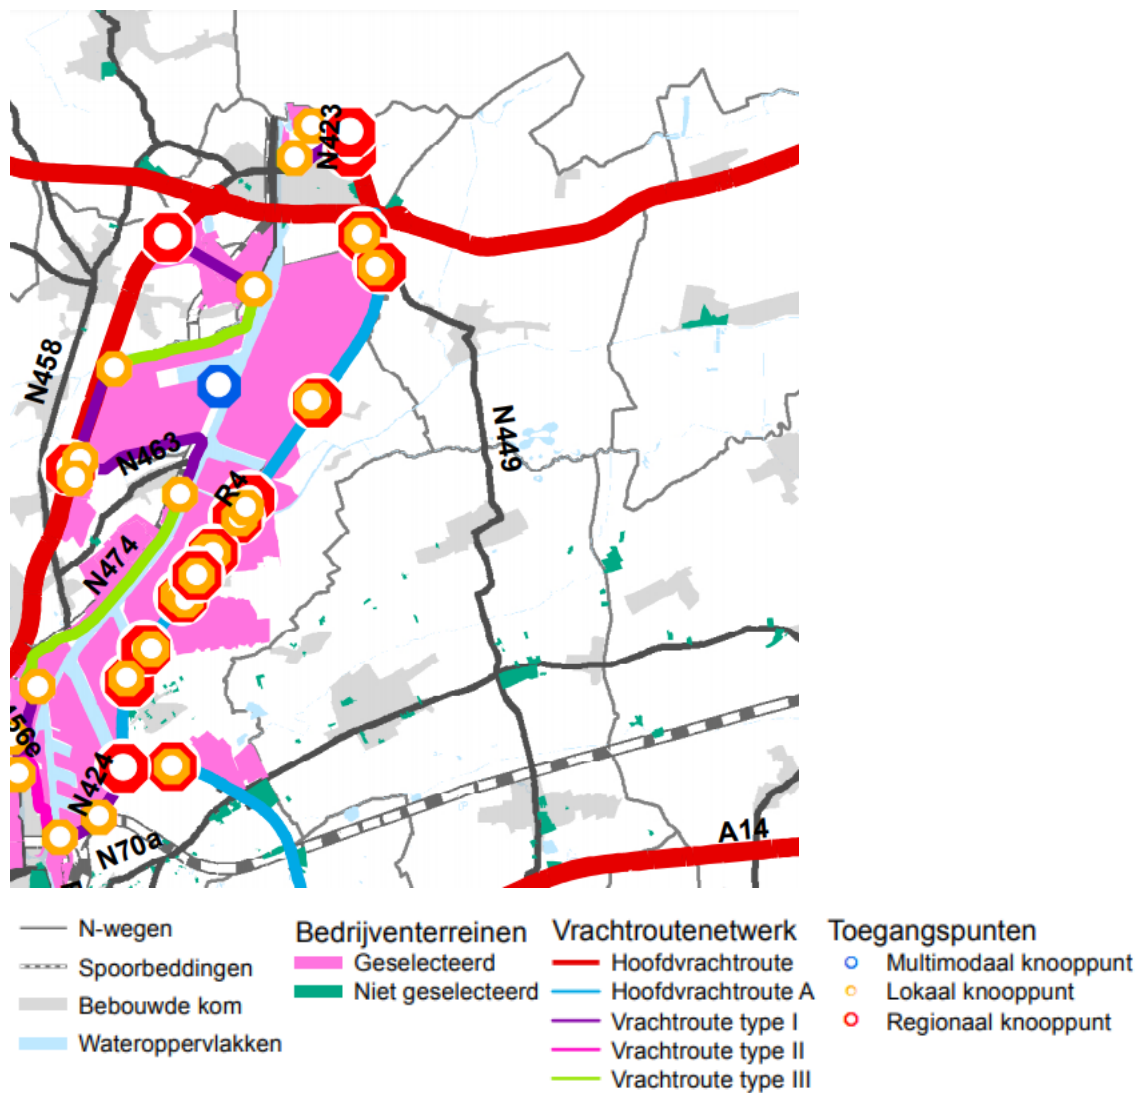 N423
N458
N449
N463
R4
N474
N424
A14
N70a
N-wegen
Spoorbeddingen
Bebouwde kom
Wateroppervlakken
Bedrijventerreinen
Geselecteerd
Niet geselecteerd
Vrachtroutenetwerk
Hoofdvrachtroute
Hoofdvrachtroute A
Vrachtroute type I
Vrachtroute type II
Vrachtroute type III
Toegangspunten
Multimodaal knooppunt
Lokaal knooppunt
Regionaal knooppunt